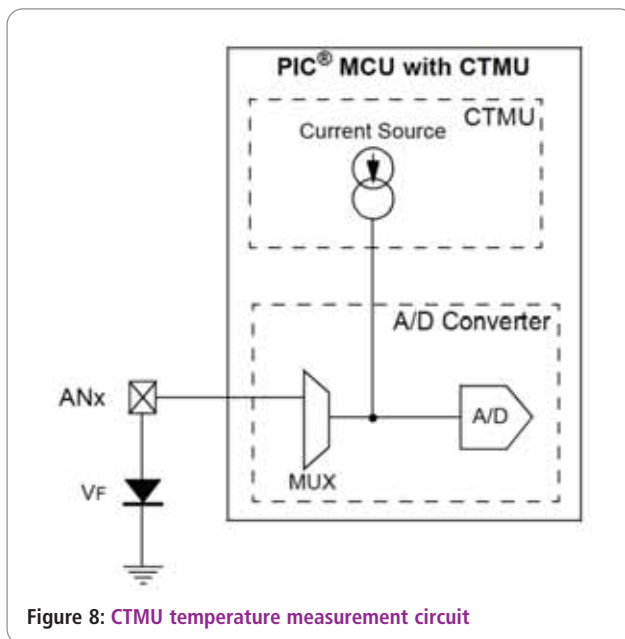 PIC® MCU with CTMU
CTMU
Current Source
A/D Converter
ANx
A/D
MUX
VF
Figure 8: CTMU temperature measurement circuit